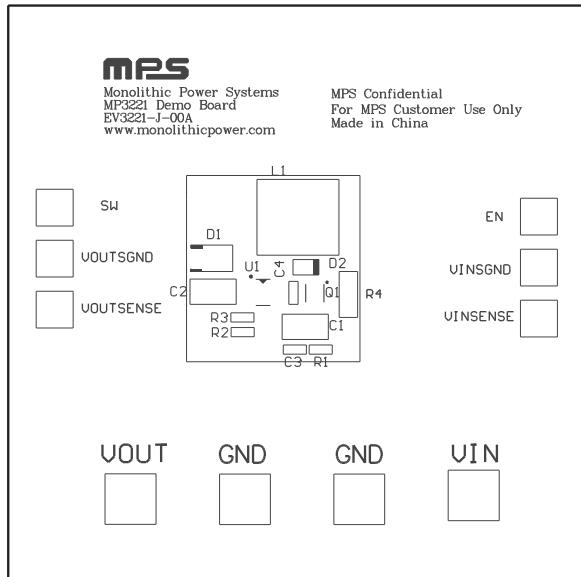 mps
Monolithic Power Systems
MP3221 Demo Board
EV3221-J-00A
www.monolithicpower.com
MPS Confidential
For MPS Customer Use Only
Made in China
L1
SW
EN
D1
VOUTSGND
U1
C4
D2
VINSGND
C2
Q1
R4
VOUTSENSE
VINSENSE
R3
R2
C1
C3
R1
VOUT
GND
GND
VIN